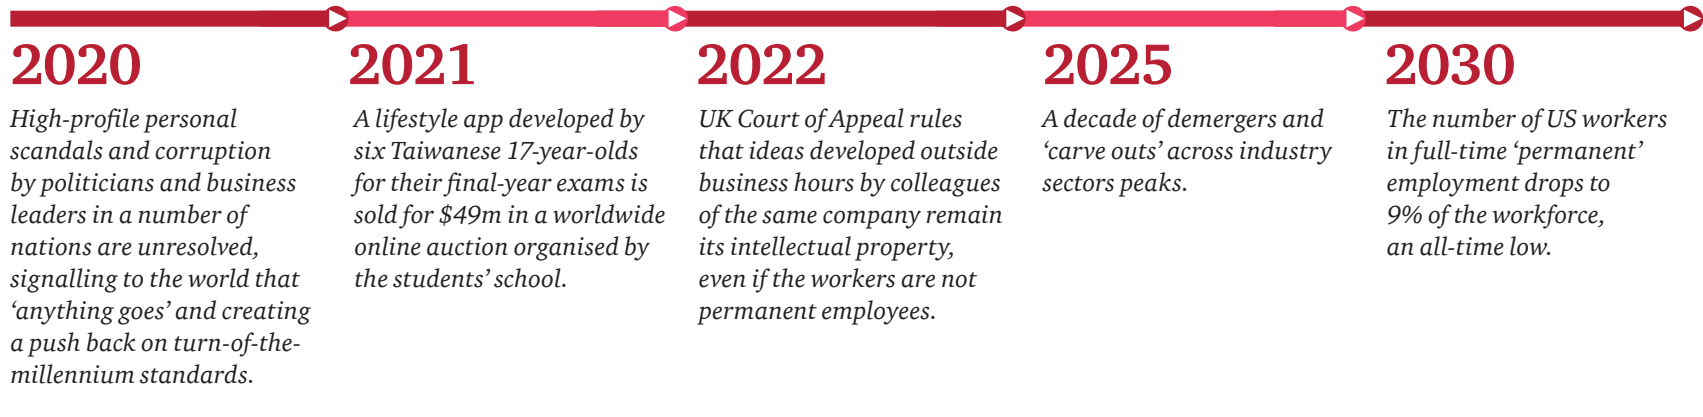 2020
High-profile personal
scandals and corruption
by politicians and business
leaders in a number of
nations are unresolved,
signalling to the world that
‘anything goes’ and creating
a push back on turn-of-the-
millennium standards.
2021
A lifestyle app developed by
six Taiwanese 17-year-olds
for their final-year exams is
sold for $49m in a worldwide
online auction organised by
the students’ school.
2022
UK Court of Appeal rules
that ideas developed outside
business hours by colleagues
of the same company remain
its intellectual property,
even if the workers are not
permanent employees.
2025
A decade of demergers and
‘carve outs’ across industry
sectors peaks.
2030
The number of US workers
in full-time ‘permanent’
employment drops to
9% of the workforce,
an all-time low.